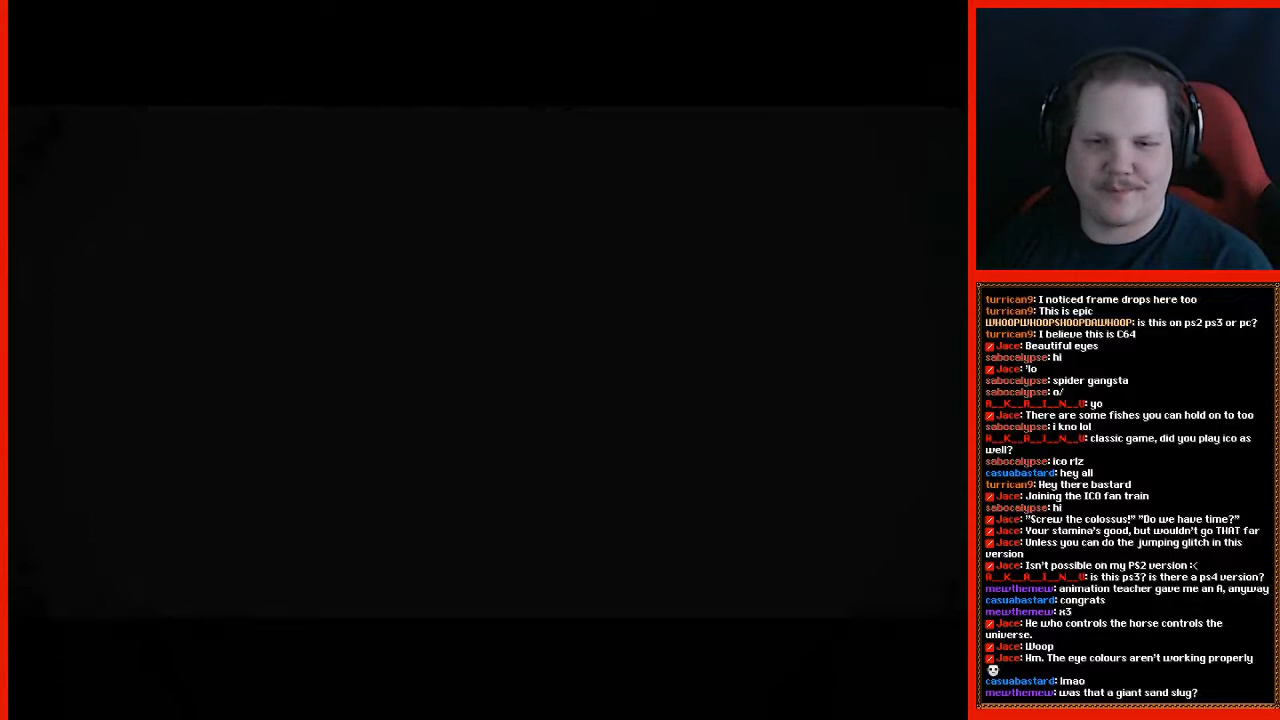 turrican9: I noticed frame drops here too
turrican9: This is epic
WHOOPWHOOPSHOOPDAWHOOP: is this on ps2 ps3 or pc?
turrican9: I believe this is C64
Jace: Beautiful eyes
sabocalypse: hi
Jace: 'lo
sabocalypse: spider gangsta
sabocalypse: o/
A__K__A__I__N__U: yo
Jace: There are some fishes you can hold on to too
sabocalypse: i kno lol
A__K__A__I__N__U: classic game, did you play ico as
well?
sabocalypse: ico rlz
casuabastard: hey all
turrican9: Hey there bastard
Jace: Joining the ICO fan train
sabocalypse: hi
Jace: "Screw the colossus!" "Do we have time?"
Jace: Your stamina's good, but wouldn't go THAT far
Jace: Unless you can do the jumping glitch in this
version
Jace: Isn't possible on my PS2 version :<
A__K__A__I__N__U: is this ps3? is there a ps4 version?
mewthemew: animation teacher gave me an A, anyway
casuabastard: congrats
mewthemew: x3
Jace: He who controls the horse controls the
universe.
Jace: Woop
Jace: Hm. The eye colours aren't working properly
casuabastard: lmao
mewthemew: was that a giant sand slug?